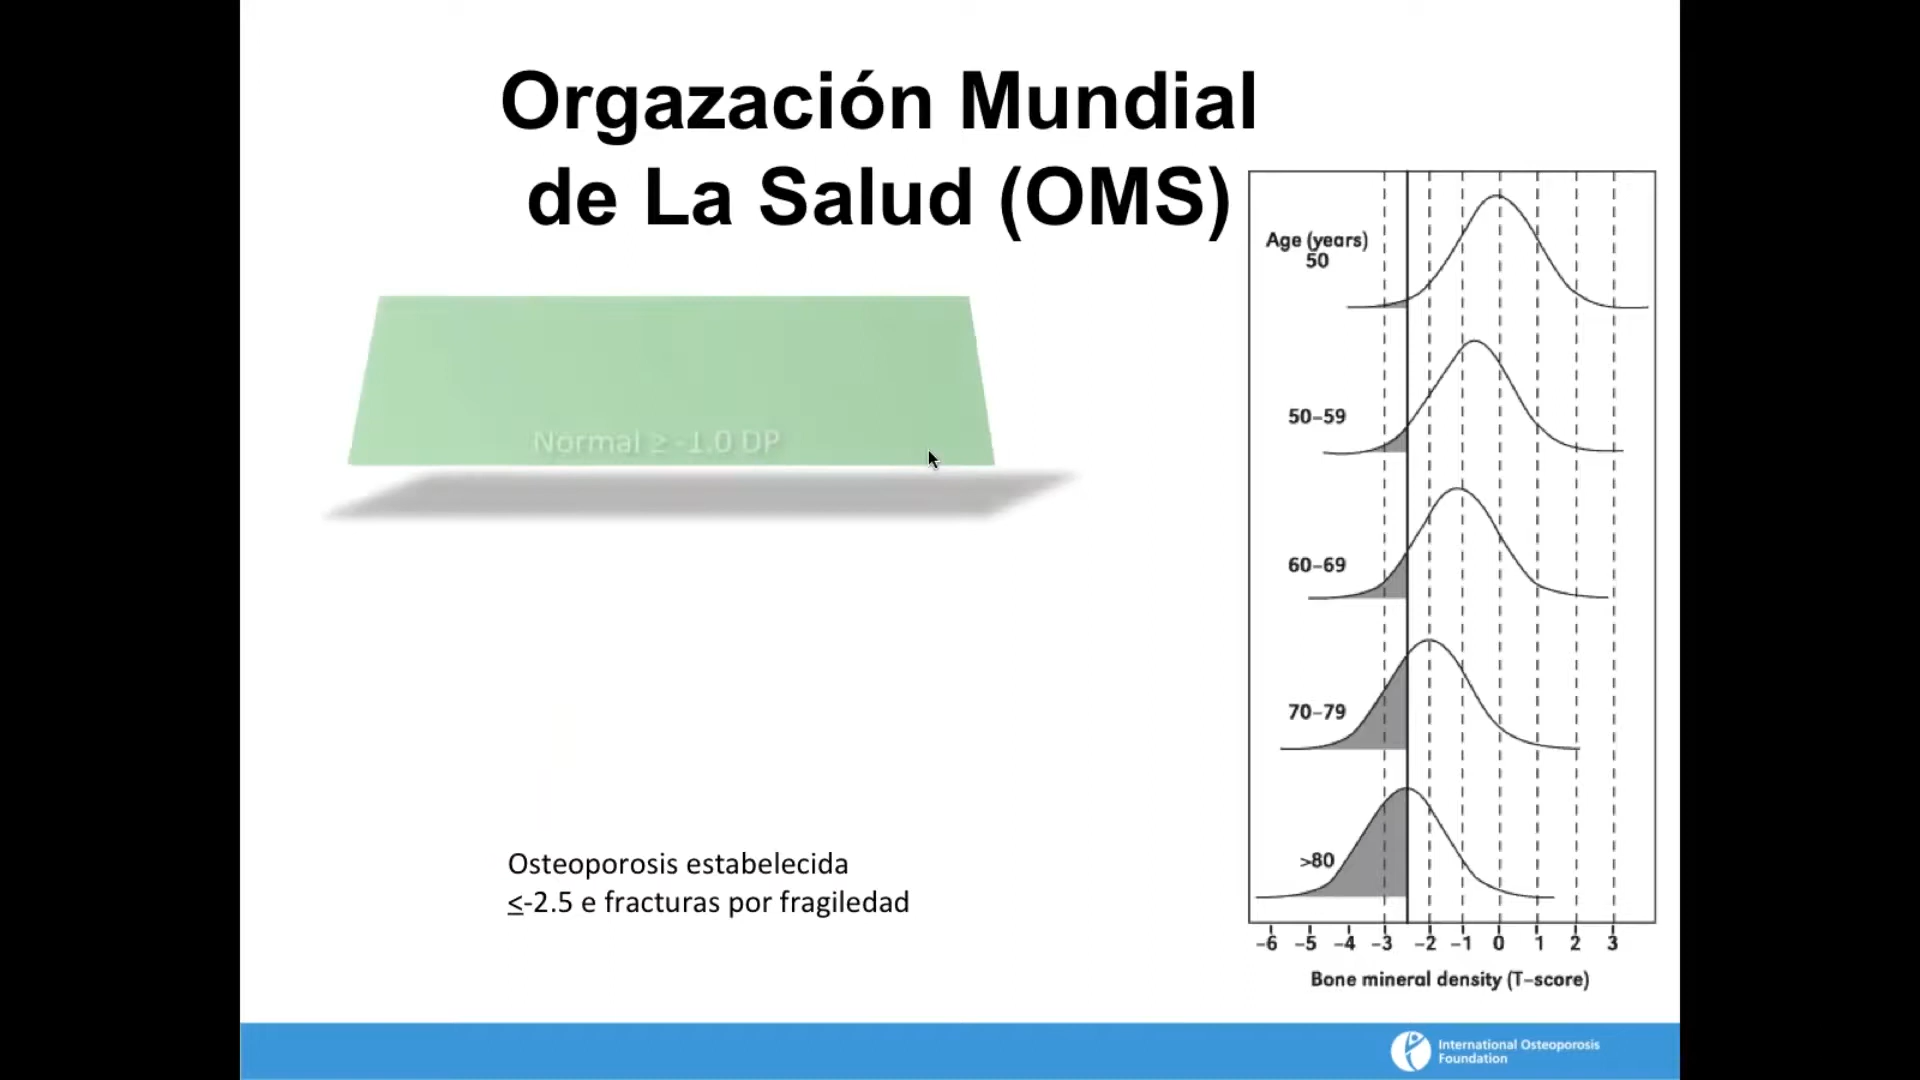 Orgazación Mundial
de La Salud (OMS)
Normal ≥ -1.0 DP
Osteoporosis estabelecida
≤-2.5 e fracturas por fragiledad
Age (years)
50
50–59
60–69
70–79
>80
–6 –5 –4 –3 –2 –1 0 1 2 3
Bone mineral density (T–score)
International Osteoporosis
Foundation